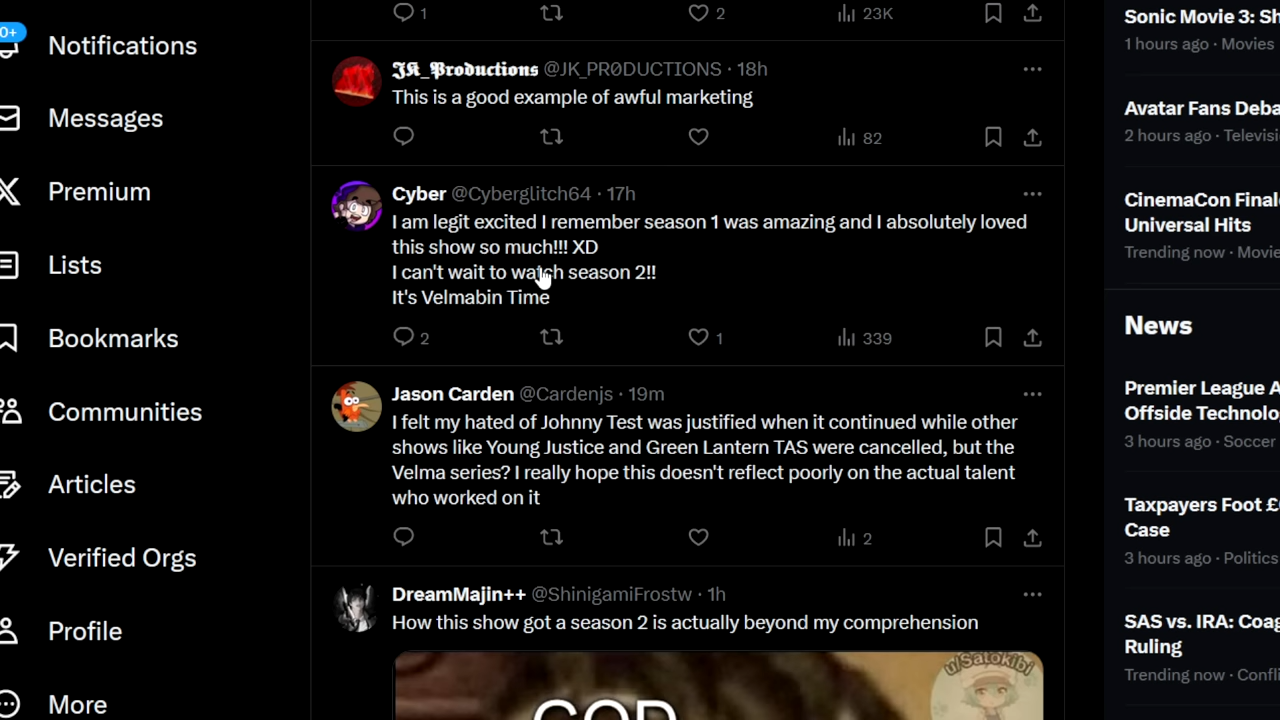 0+
Notifications
Messages
Premium
Lists
Bookmarks
Communities
Articles
Verified Orgs
Profile
More
1
2
23K
𝕵𝕶_𝕻𝖗𝖔𝖉𝖚𝖈𝖙𝖎𝖔𝖓𝖘 @JK_PRØDUCTIONS · 18h
This is a good example of awful marketing
82
Cyber @Cyberglitch64 · 17h
I am legit excited I remember season 1 was amazing and I absolutely loved
this show so much!!! XD
I can't wait to watch season 2!!
It's Velmabin Time
2
1
339
Jason Carden @Cardenjs · 19m
I felt my hated of Johnny Test was justified when it continued while other
shows like Young Justice and Green Lantern TAS were cancelled, but the
Velma series? I really hope this doesn't reflect poorly on the actual talent
who worked on it
2
DreamMajin++ @ShinigamiFrostw · 1h
How this show got a season 2 is actually beyond my comprehension
u/Satokibi
GOD
Sonic Movie 3: Sh
1 hours ago · Movies
Avatar Fans Deba
2 hours ago · Televisi
CinemaCon Final
Universal Hits
Trending now · Movie
News
Premier League A
Offside Technolo
3 hours ago · Soccer
Taxpayers Foot £
Case
3 hours ago · Politics
SAS vs. IRA: Coag
Ruling
Trending now · Confli